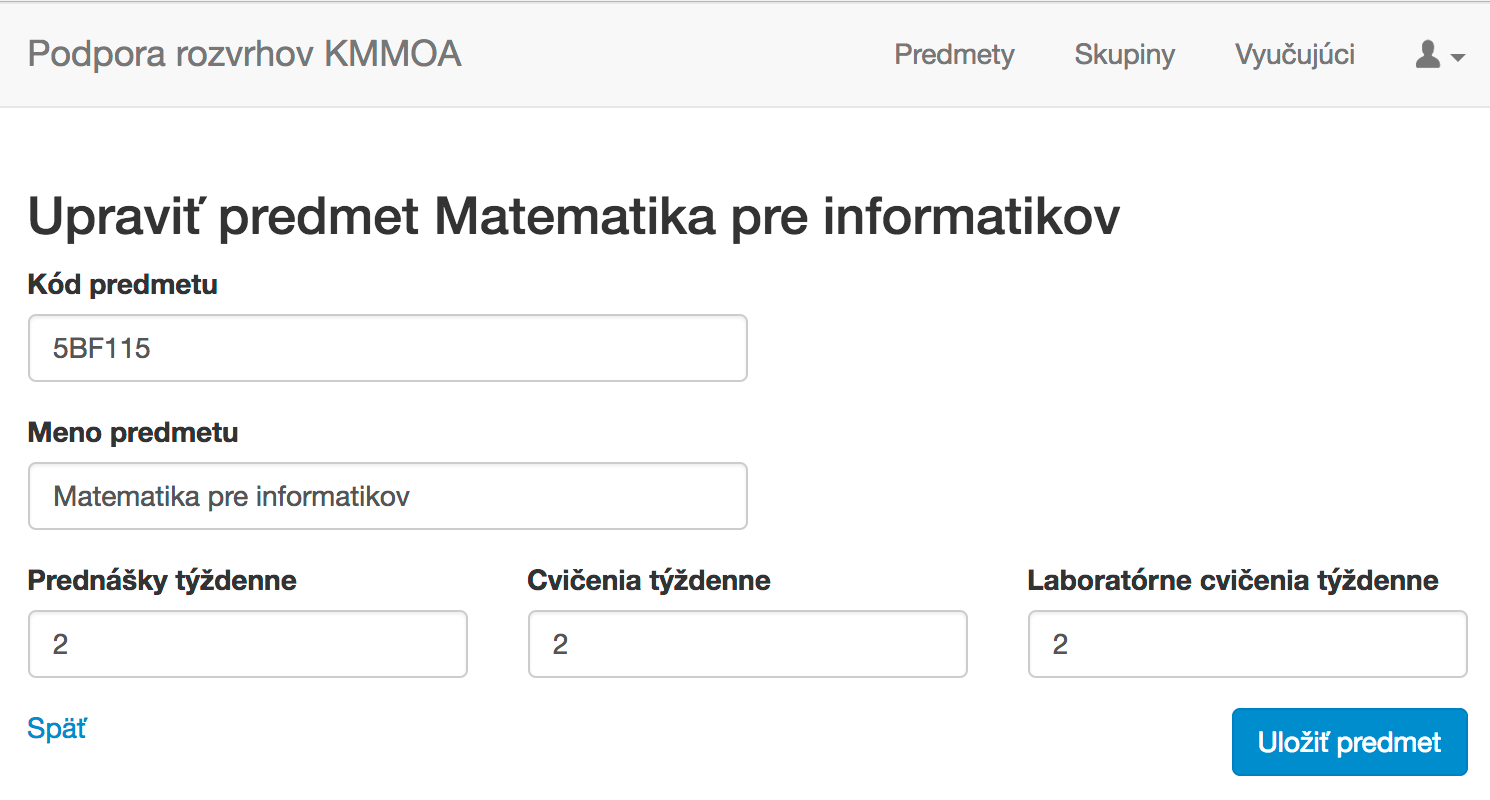 Podpora rozvrhov KMMOA Predmety Skupiny Vyučujúci
Upraviť predmet Matematika pre informatikov
Kód predmetu
5BF115
Meno predmetu
Matematika pre informatikov
Prednášky týždenne Cvičenia týždenne Laboratórne cvičenia týždenne
2 2 2
Späť Uložiť predmet